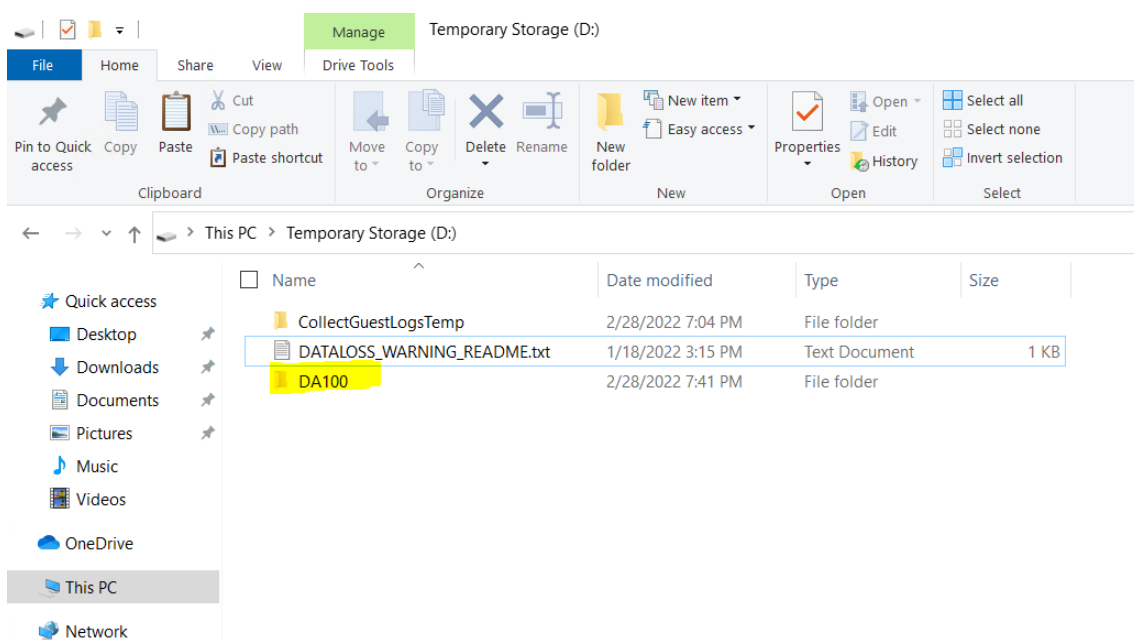 Manage
Temporary Storage (D:)
File
Home
Share
View
Drive Tools
Pin to Quick access
Copy
Paste
Cut
Copy path
Paste shortcut
Clipboard
Move to
Copy to
Delete
Rename
Organize
New folder
New item
Easy access
New
Properties
Open
Edit
History
Open
Select all
Select none
Invert selection
Select
This PC > Temporary Storage (D:)
Name Date modified Type Size
CollectGuestLogsTemp 2/28/2022 7:04 PM File folder
DATALOSS_WARNING_README.txt 1/18/2022 3:15 PM Text Document 1 KB
DA100 2/28/2022 7:41 PM File folder
Quick access
Desktop
Downloads
Documents
Pictures
Music
Videos
OneDrive
This PC
Network